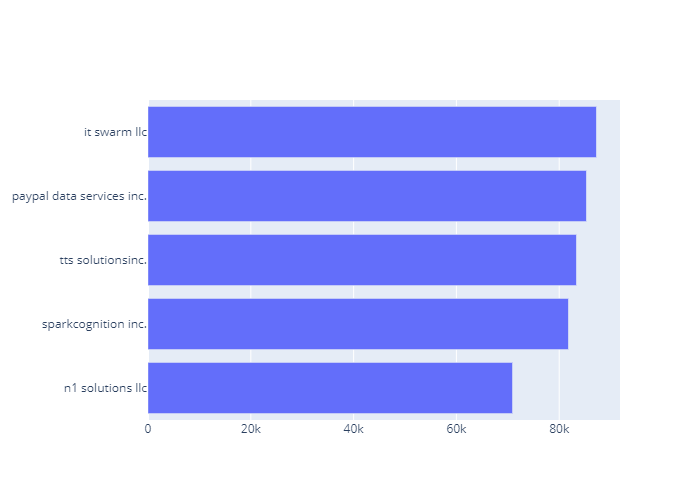 it swarm llc
paypal data services inc.
tts solutionsinc.
sparkcognition inc.
n1 solutions llc
0 20k 40k 60k 80k